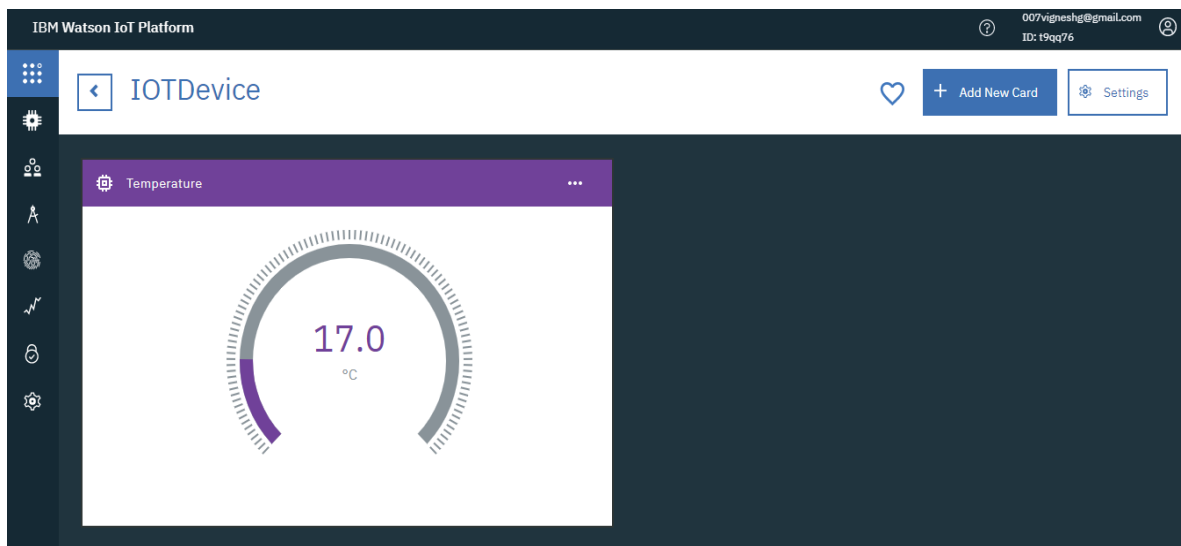 IBM Watson IoT Platform
007vigneshg@gmail.com
ID: t9qq76
IOTDevice
Add New Card
Settings
Temperature
17.0
°C